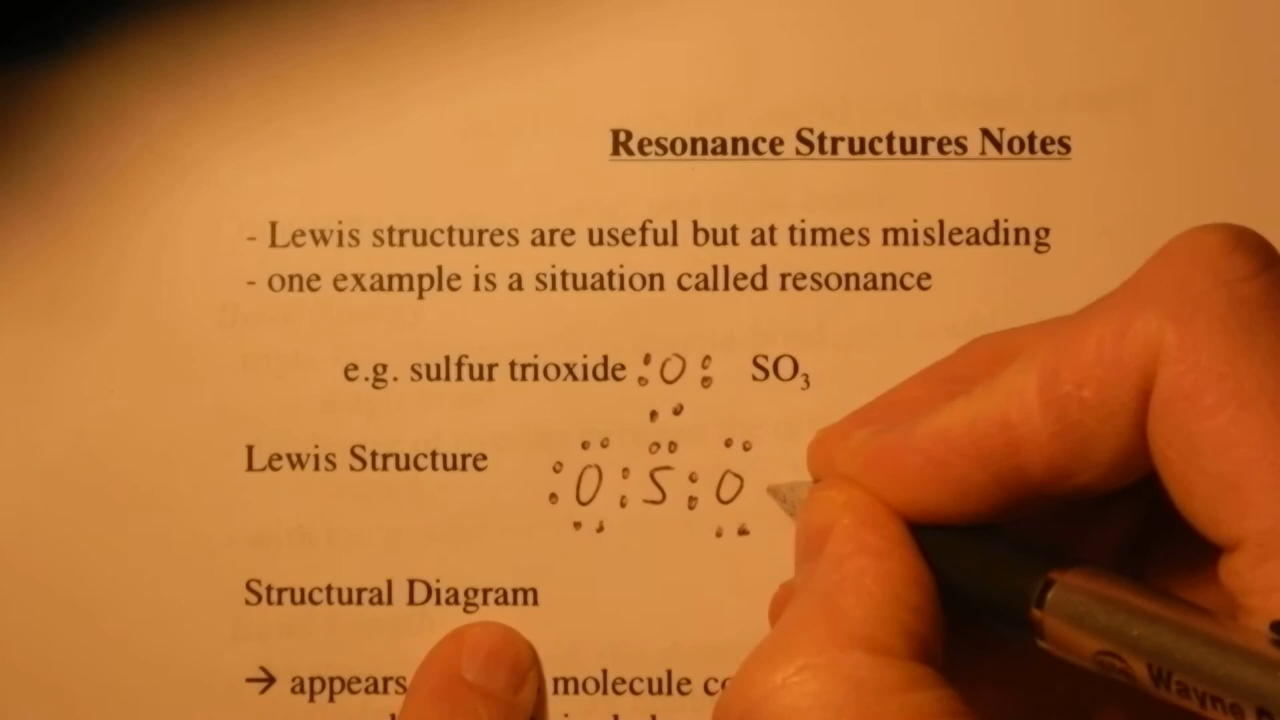 Resonance Structures Notes
- Lewis structures are useful but at times misleading
- one example is a situation called resonance
e.g. sulfur trioxide :O: SO₃
Lewis Structure :O:S:O
Structural Diagram
→ appears molecule
Wayne